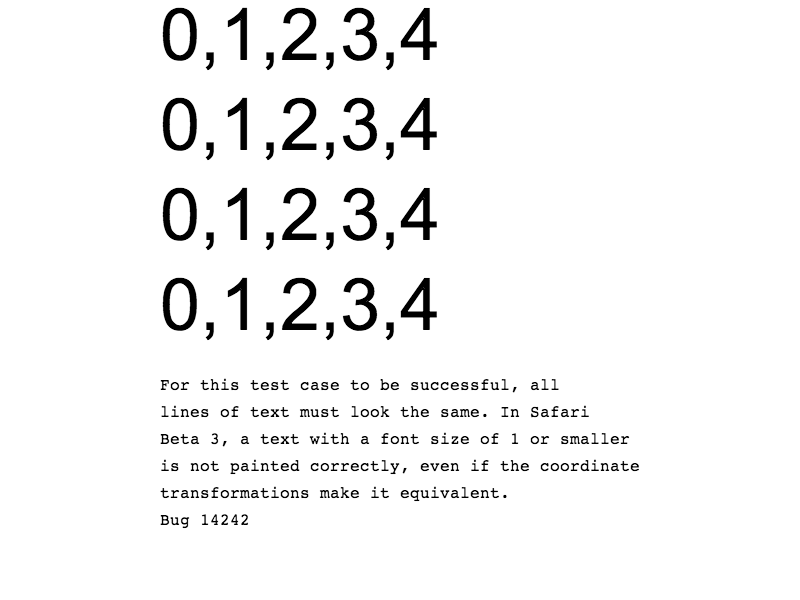 0,1,2,3,4
0,1,2,3,4
0,1,2,3,4
0,1,2,3,4
For this test case to be successful, all
lines of text must look the same. In Safari
Beta 3, a text with a font size of 1 or smaller
is not painted correctly, even if the coordinate
transformations make it equivalent.
Bug 14242